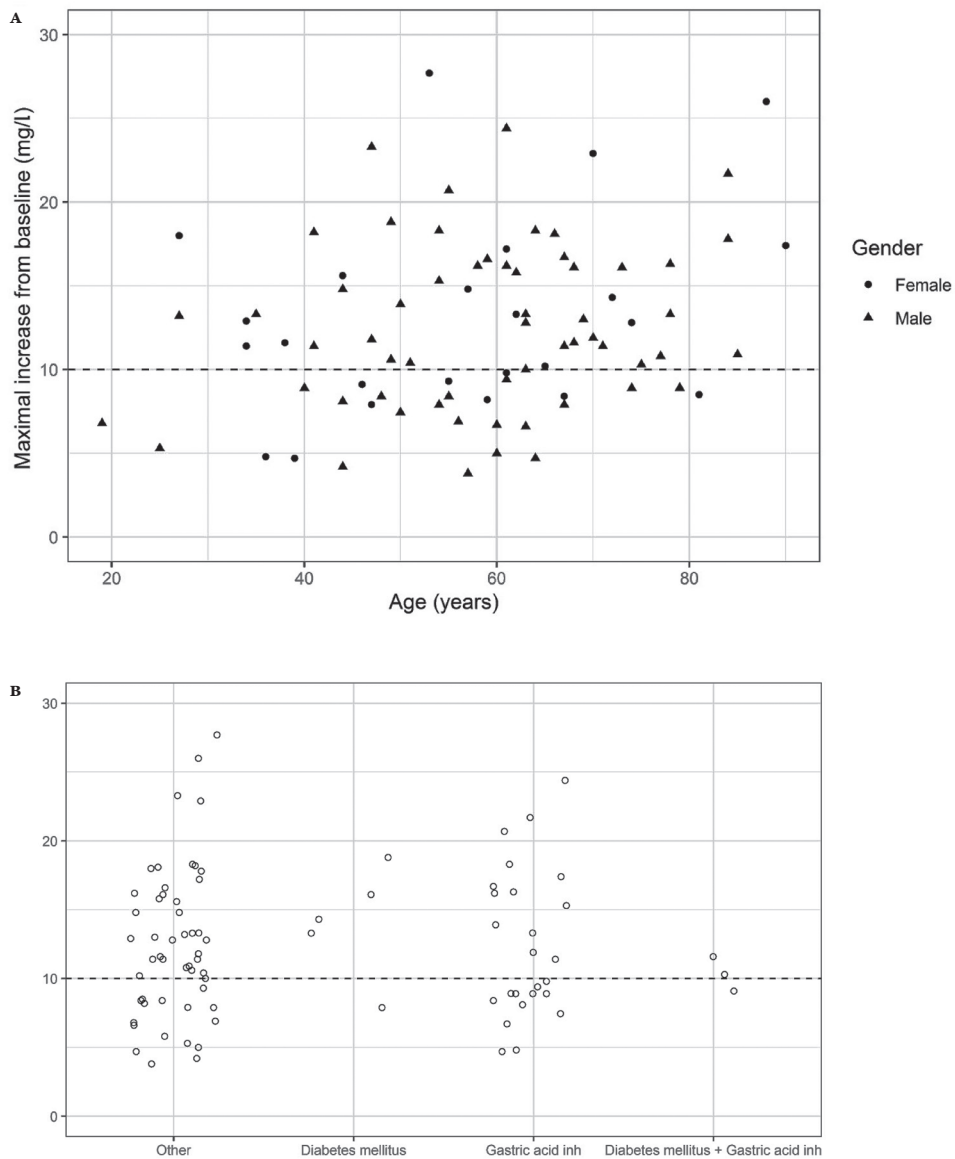 A
Maximal increase from baseline (mg/l)
30
20
10
0
20 40 60 80
Age (years)
Gender
Female
Male
B
30
20
10
0
Other Diabetes mellitus Gastric acid inh Diabetes mellitus + Gastric acid inh